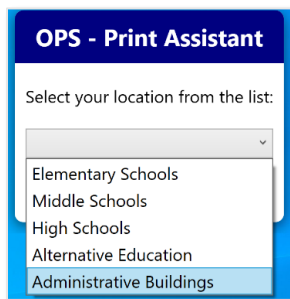 OPS - Print Assistant
Select your location from the list:
Elementary Schools
Middle Schools
High Schools
Alternative Education
Administrative Buildings